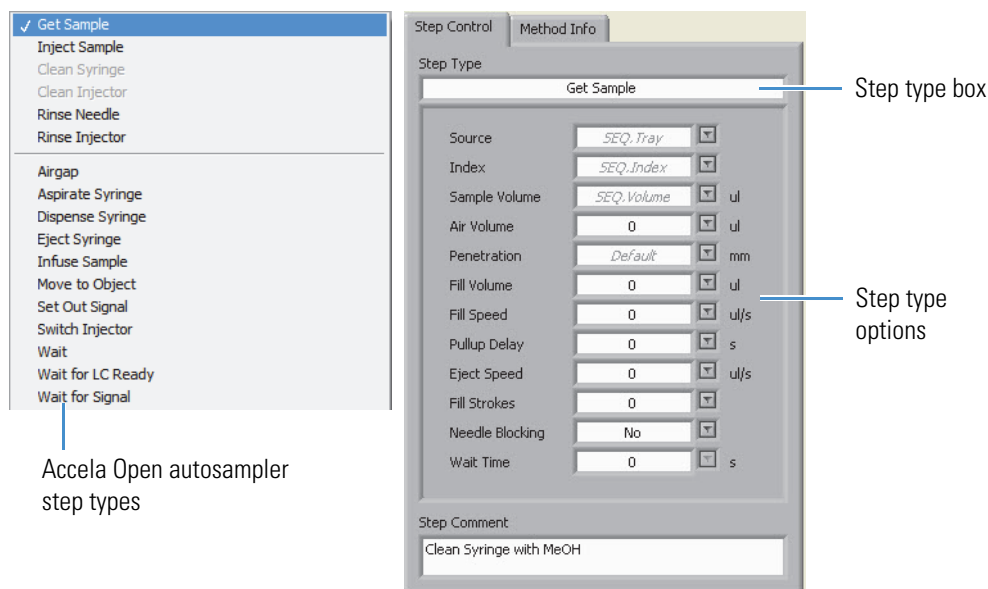 ✓ Get Sample
Inject Sample
Clean Syringe
Clean Injector
Rinse Needle
Rinse Injector
Airgap
Aspirate Syringe
Dispense Syringe
Eject Syringe
Infuse Sample
Move to Object
Set Out Signal
Switch Injector
Wait
Wait for LC Ready
Wait for Signal
Accela Open autosampler
step types
Step Control Method Info
Step Type
Get Sample
Source SEQ.Tray
Index SEQ.Index
Sample Volume SEQ.Volume ul
Air Volume 0 ul
Penetration Default mm
Fill Volume 0 ul
Fill Speed 0 ul/s
Pullup Delay 0 s
Eject Speed 0 ul/s
Fill Strokes 0
Needle Blocking No
Wait Time 0 s
Step Comment
Clean Syringe with MeOH
Step type box
Step type
options